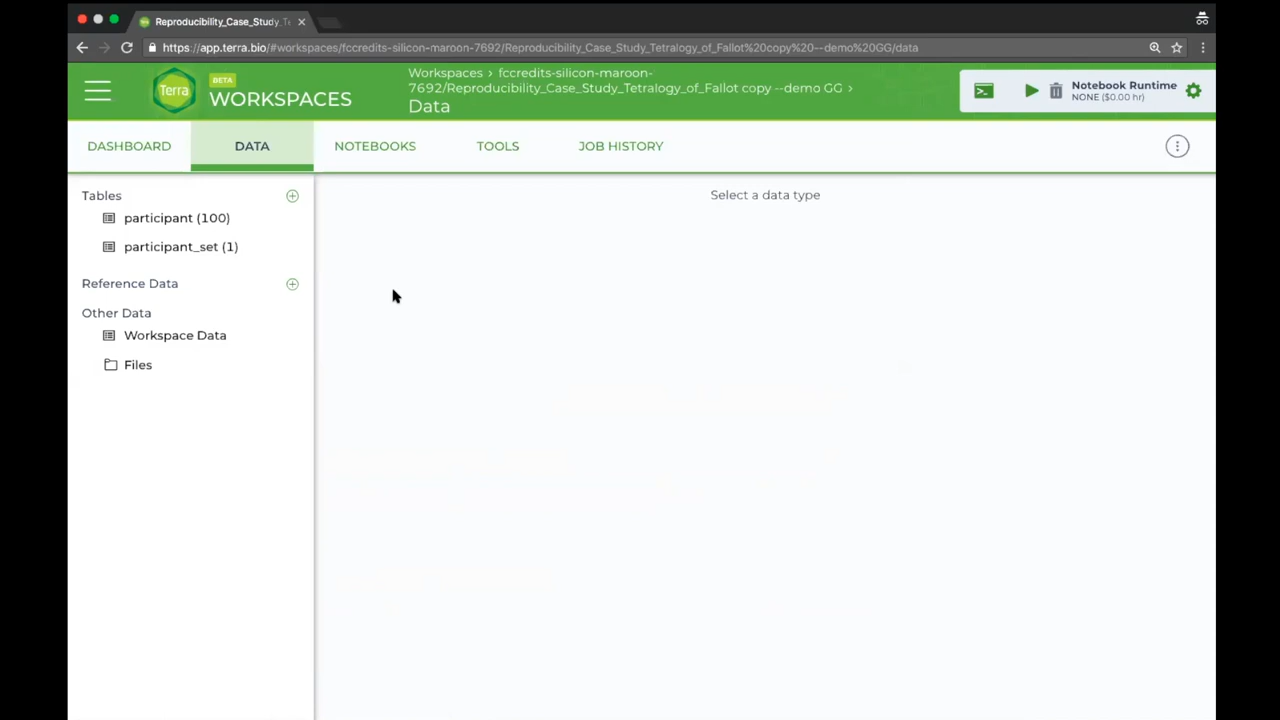 Reproducibility_Case_Study_Te
https://app.terra.bio/#workspaces/fccredits-silicon-maroon-7692/Reproducibility_Case_Study_Tetralogy_of_Fallot%20copy%20--demo%20GG/data
Terra
BETA
WORKSPACES
Workspaces › fccredits-silicon-maroon-
7692/Reproducibility_Case_Study_Tetralogy_of_Fallot copy --demo GG ›
Data
Notebook Runtime
NONE ($0.00 hr)
DASHBOARD
DATA
NOTEBOOKS
TOOLS
JOB HISTORY
Tables
participant (100)
participant_set (1)
Reference Data
Other Data
Workspace Data
Files
Select a data type